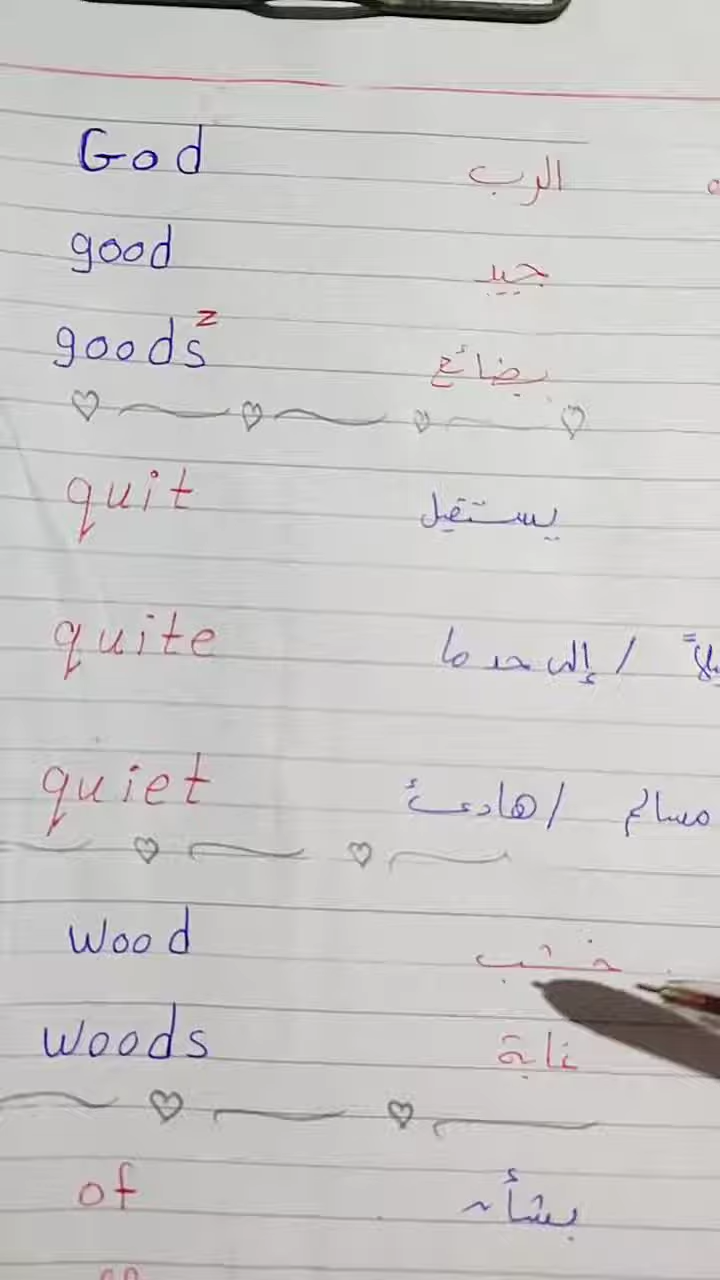 God الرب
good جيد
goods z بضائع
quit يستقيل
quite إلى حد ما /
quiet مسالم / هادئ
wood خشب
woods غابة
of بشأن